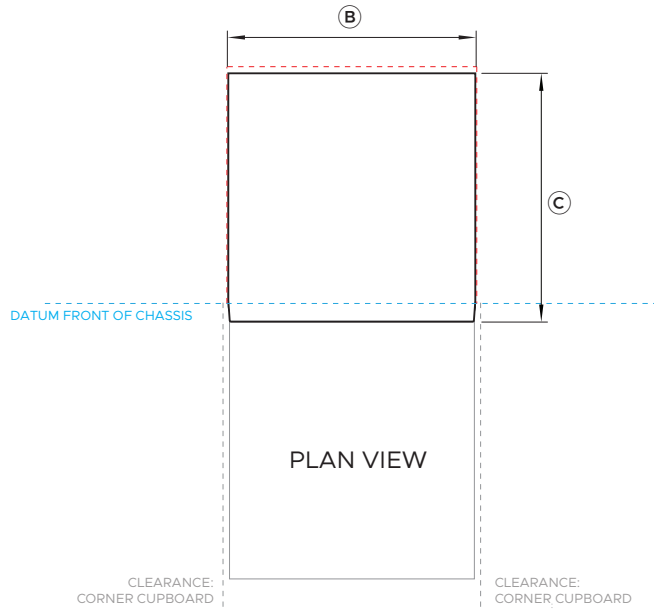 B
C
DATUM FRONT OF CHASSIS
PLAN VIEW
CLEARANCE:
CORNER CUPBOARD
CLEARANCE:
CORNER CUPBOARD